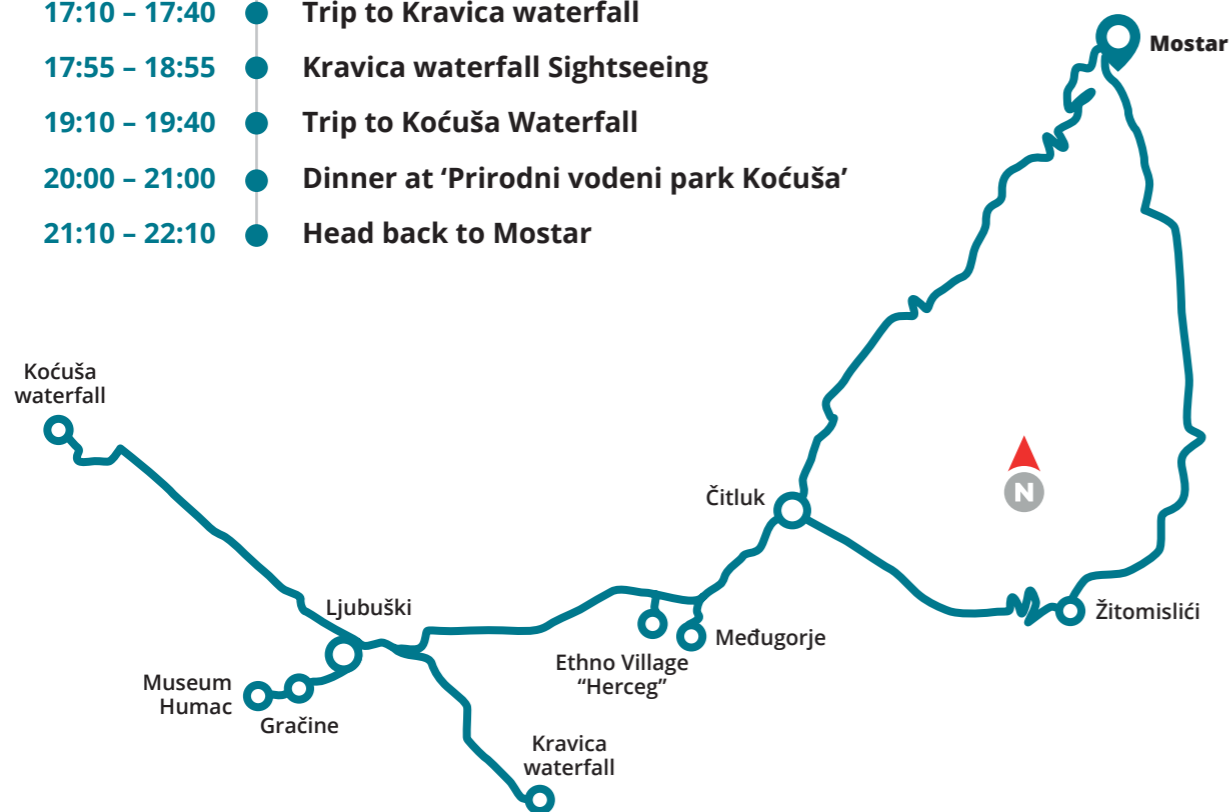 17:10 – 17:40 Trip to Kravica waterfall
17:55 – 18:55 Kravica waterfall Sightseeing
19:10 – 19:40 Trip to Koćuša Waterfall
20:00 – 21:00 Dinner at ‘Prirodni vodeni park Koćuša’
21:10 – 22:10 Head back to Mostar
Mostar
Koćuša
waterfall
N
Čitluk
Ljubuški
Žitomislići
Međugorje
Ethno Village
“Herceg”
Museum
Humac
Gračine
Kravica
waterfall